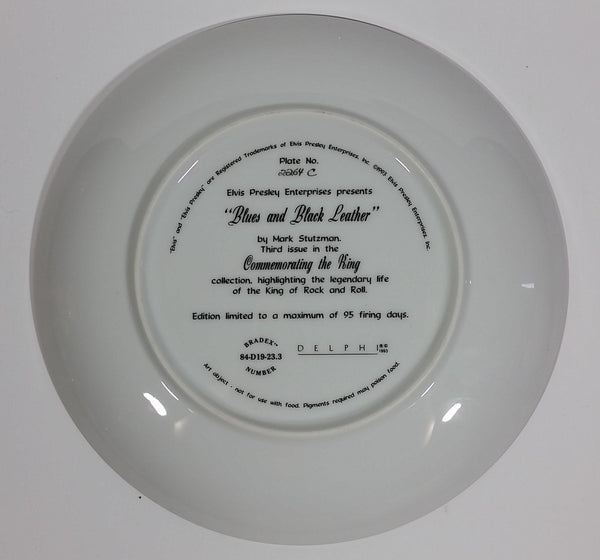 "Elvis" and "Elvis Presley" are Registered Trademarks of Elvis Presley Enterprises, Inc. ©1993 Elvis Presley Enterprises, Inc.
Plate No.
2264 C
Elvis Presley Enterprises presents
"Blues and Black Leather"
by Mark Stutzman.
Third issue in the
Commemorating the King
collection, highlighting the legendary life
of the King of Rock and Roll.
Edition limited to a maximum of 95 firing days.
BRADEX™
84-D19-23.3
NUMBER
DELPHI ®©
1993
Art object - not for use with food. Pigments required may poison food.